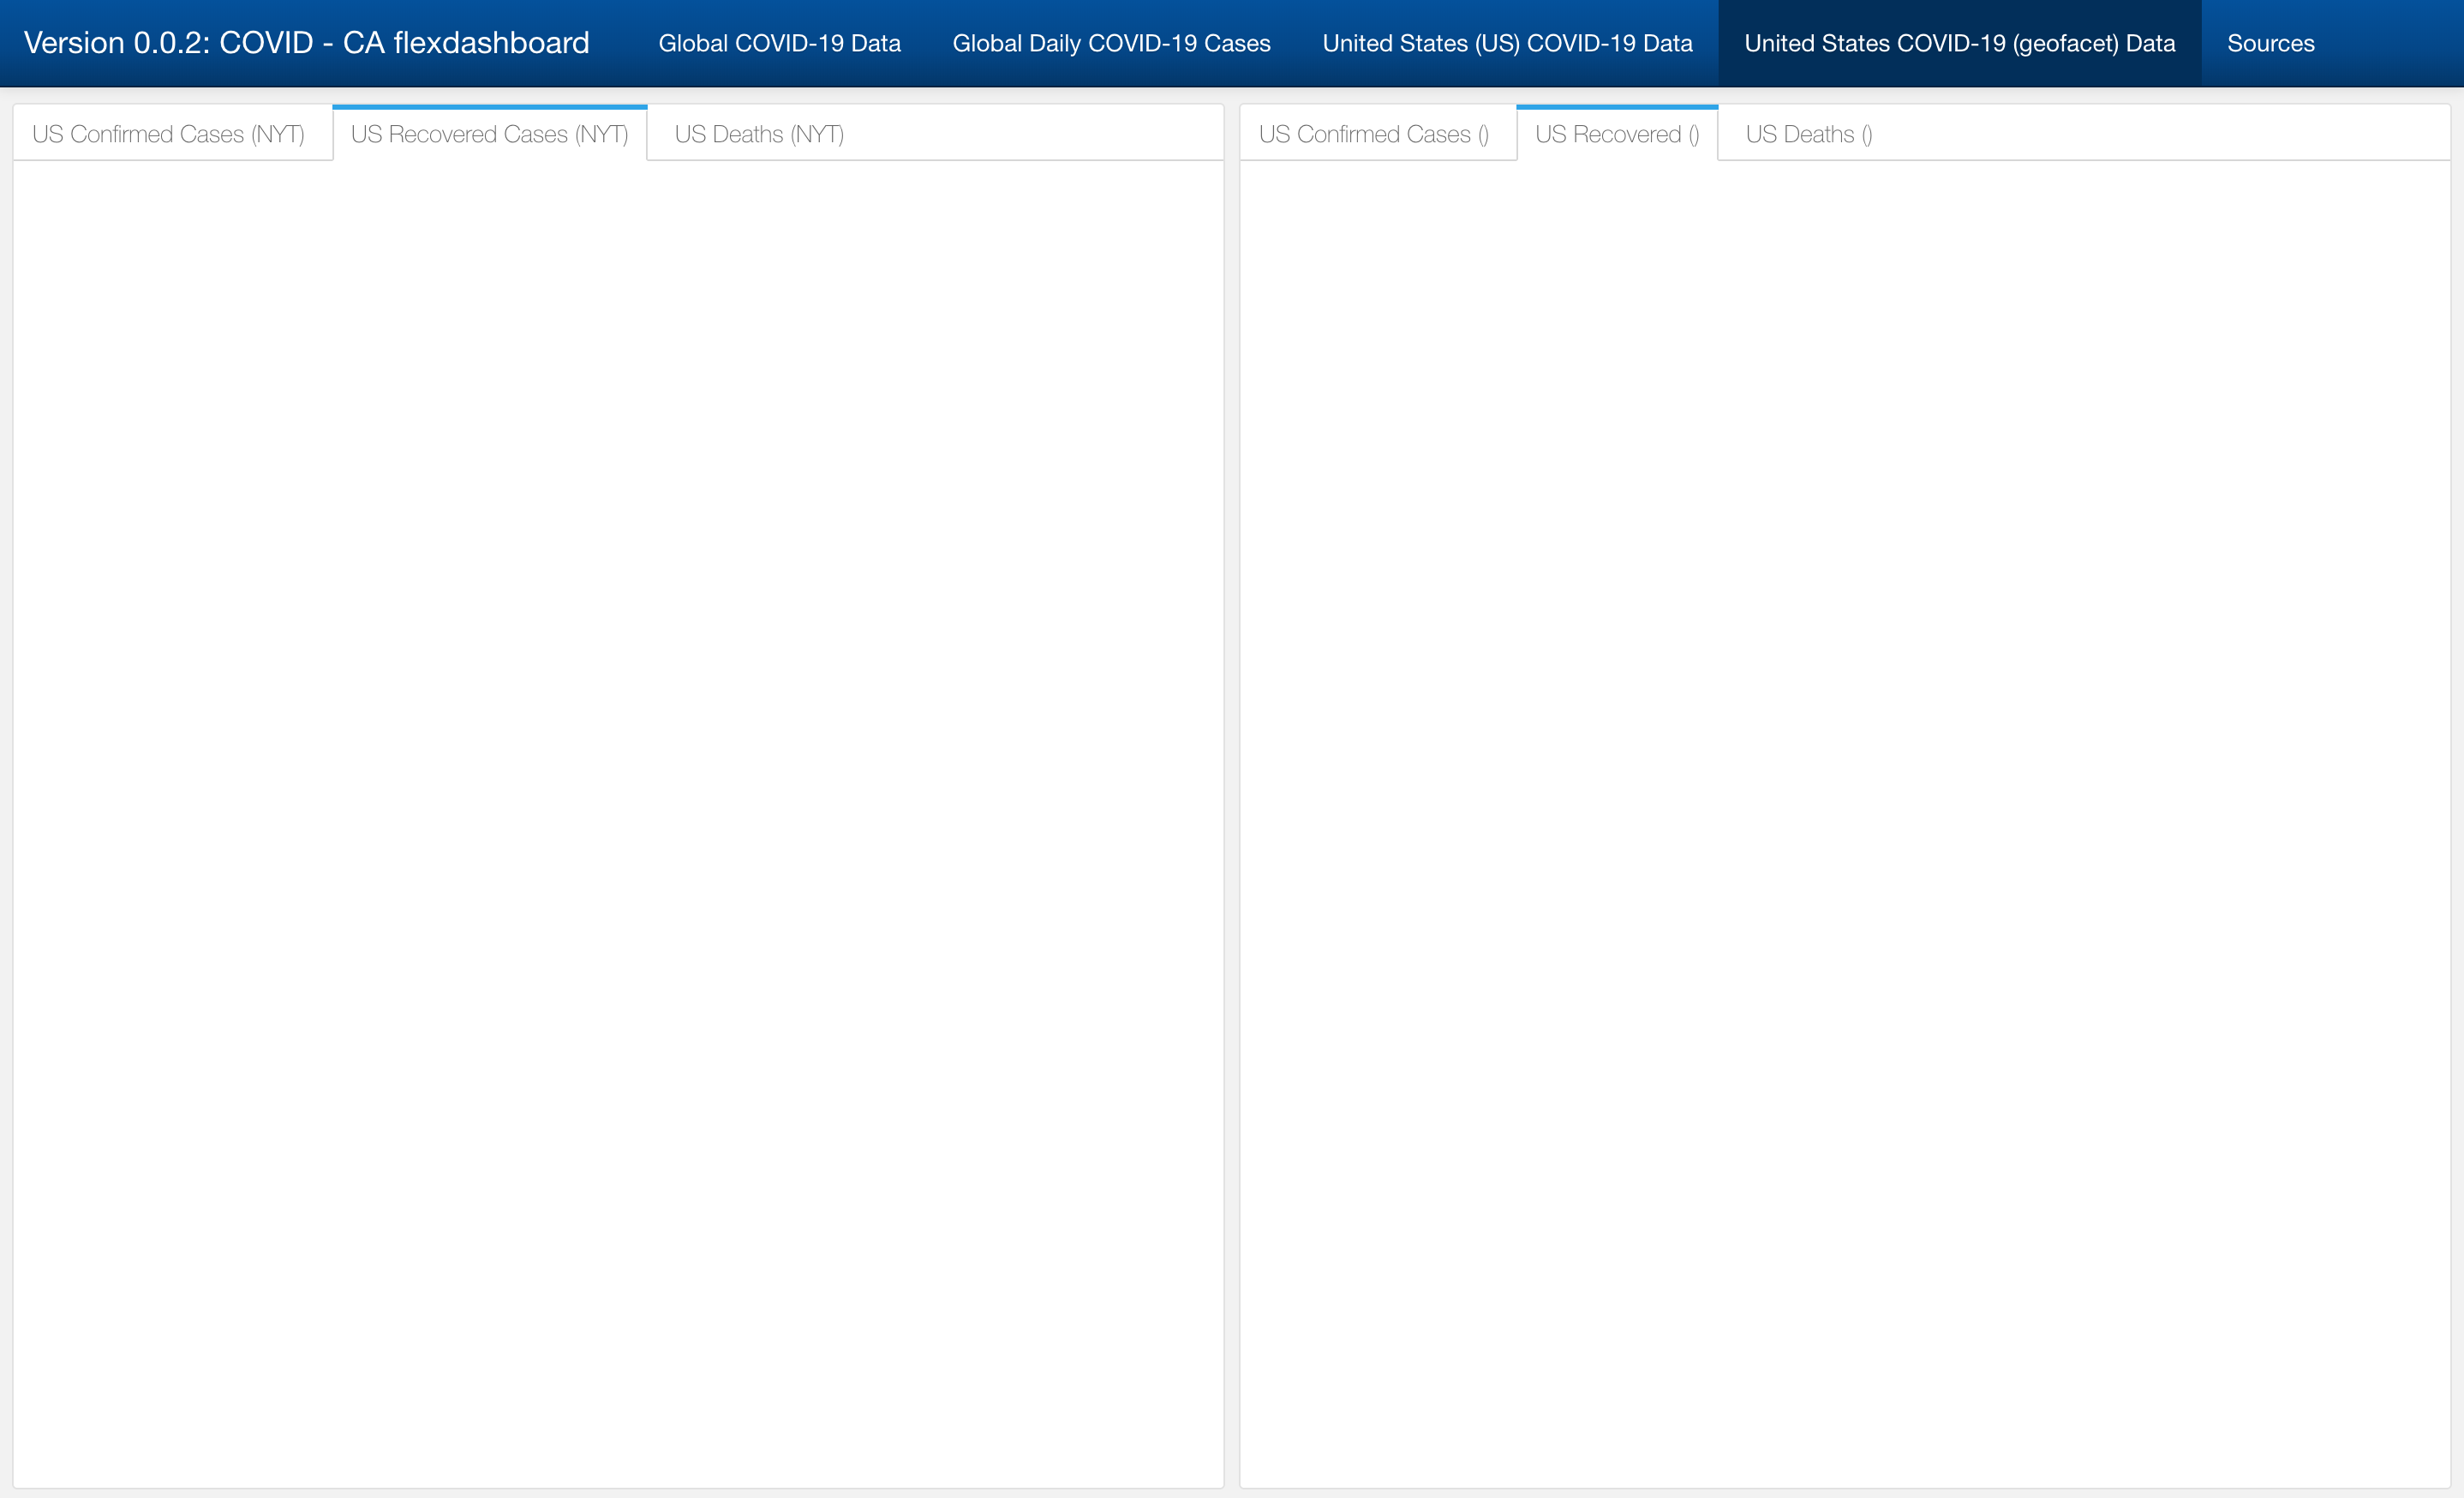 Version 0.0.2: COVID - CA flexdashboard Global COVID-19 Data Global Daily COVID-19 Cases United States (US) COVID-19 Data United States COVID-19 (geofacet) Data Sources
US Confirmed Cases (NYT) US Recovered Cases (NYT) US Deaths (NYT) US Confirmed Cases () US Recovered () US Deaths ()